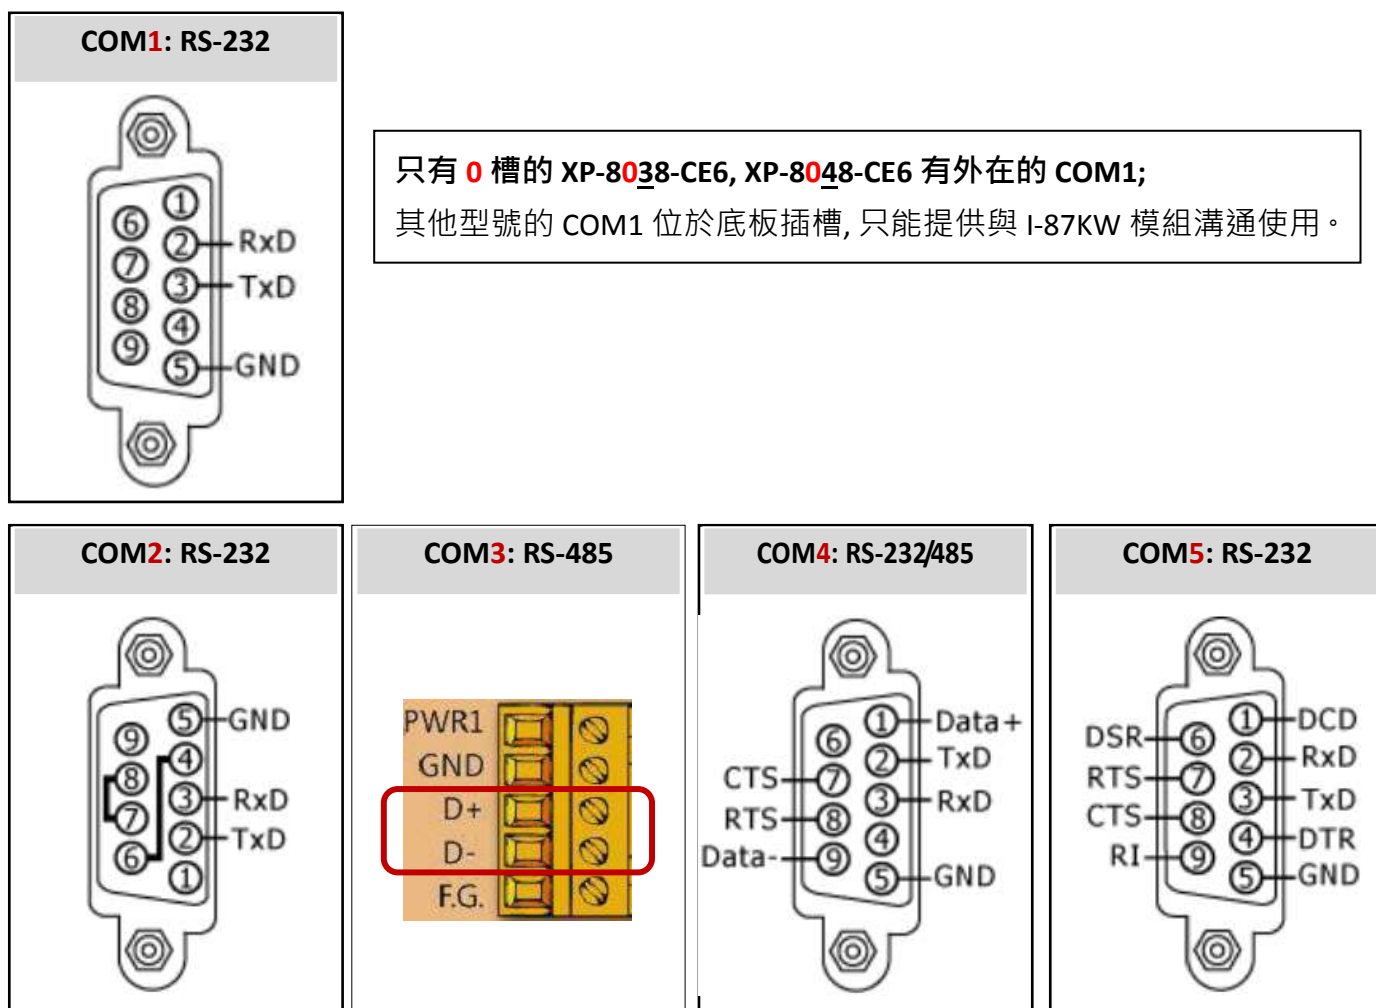 COM1: RS-232
①
⑥
② RxD
⑦
③ TxD
⑧
④
⑨
⑤ GND
只有 0 槽的 XP-8038-CE6, XP-8048-CE6 有外在的 COM1;
其他型號的 COM1 位於底板插槽, 只能提供與 I-87KW 模組溝通使用。
COM2: RS-232
⑤ GND
⑨
④
⑧
③ RxD
⑦
② TxD
⑥
①
COM3: RS-485
PWR1
GND
D+
D-
F.G.
COM4: RS-232/485
① Data+
⑥
② TxD
CTS ⑦
③ RxD
RTS ⑧
④
Data- ⑨
⑤ GND
COM5: RS-232
① DCD
DSR ⑥
② RxD
RTS ⑦
③ TxD
CTS ⑧
④ DTR
RI ⑨
⑤ GND